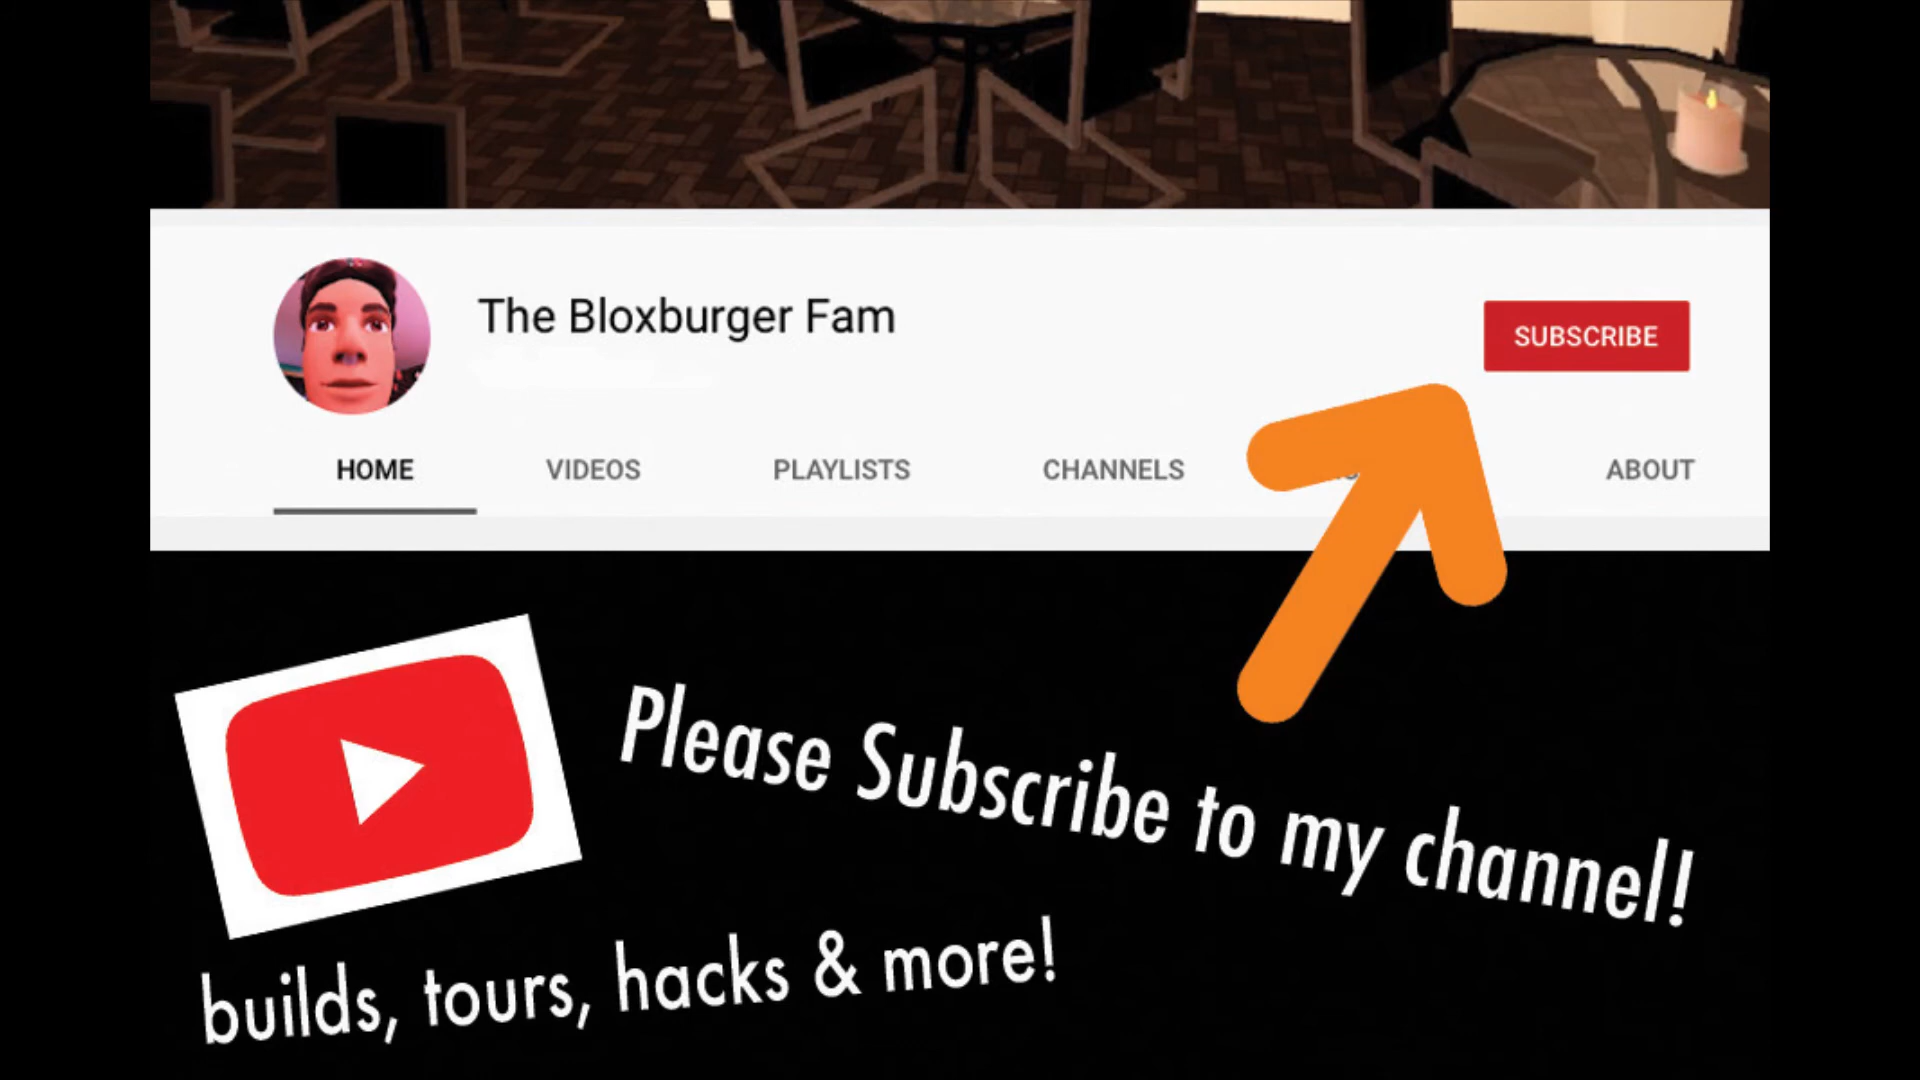 The Bloxburger Fam
SUBSCRIBE
HOME VIDEOS PLAYLISTS CHANNELS ABOUT
Please Subscribe to my channel!
builds, tours, hacks & more!